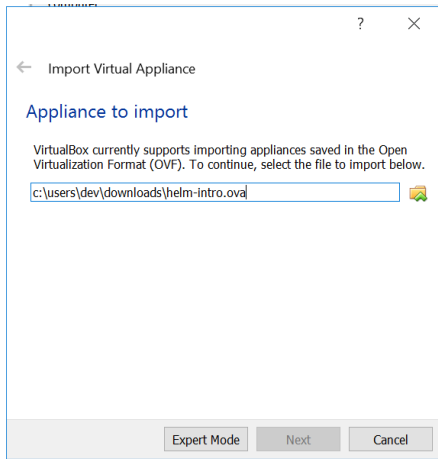 ?
Import Virtual Appliance
Appliance to import
VirtualBox currently supports importing appliances saved in the Open
Virtualization Format (OVF). To continue, select the file to import below.
c:\users\dev\downloads\helm-intro.ova
Expert Mode Next Cancel